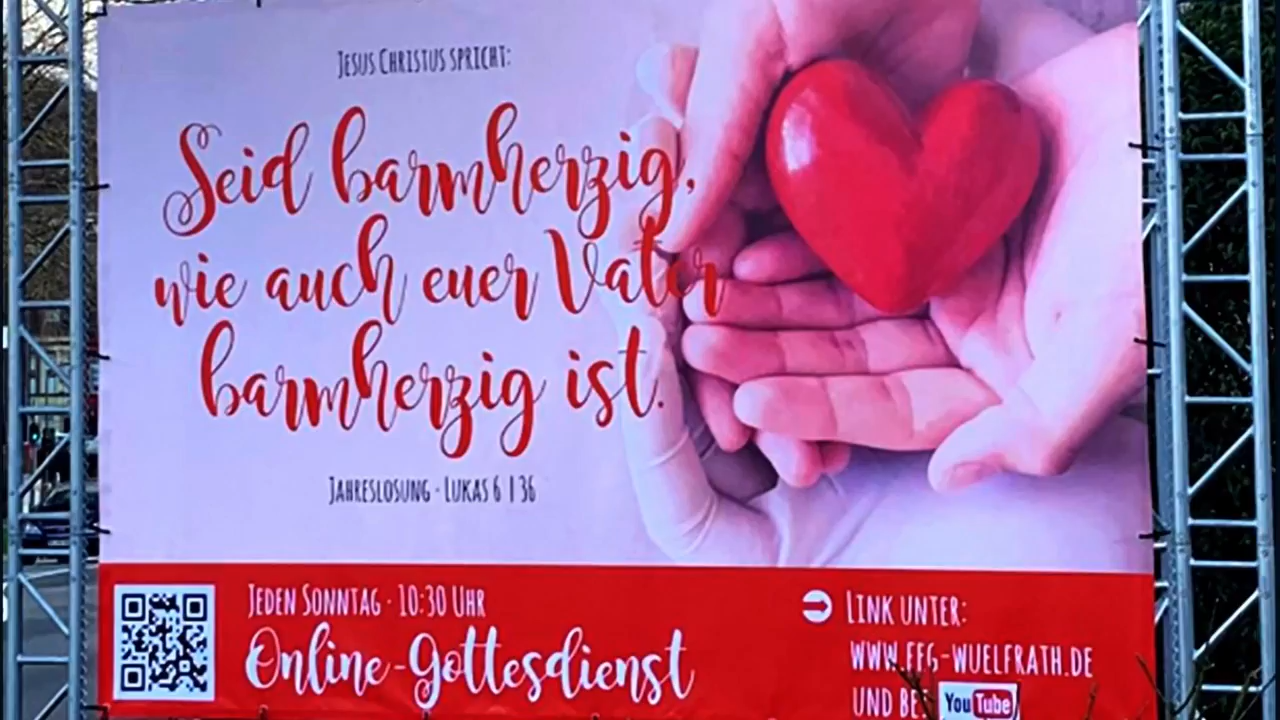 Jesus Christus spricht:
Seid barmherzig,
wie auch euer Vater
barmherzig ist.
Jahreslosung · Lukas 6 | 36
Jeden Sonntag · 10:30 Uhr
Online-Gottesdienst
Link unter:
www.efg-wuelfrath.de
und bei YouTube